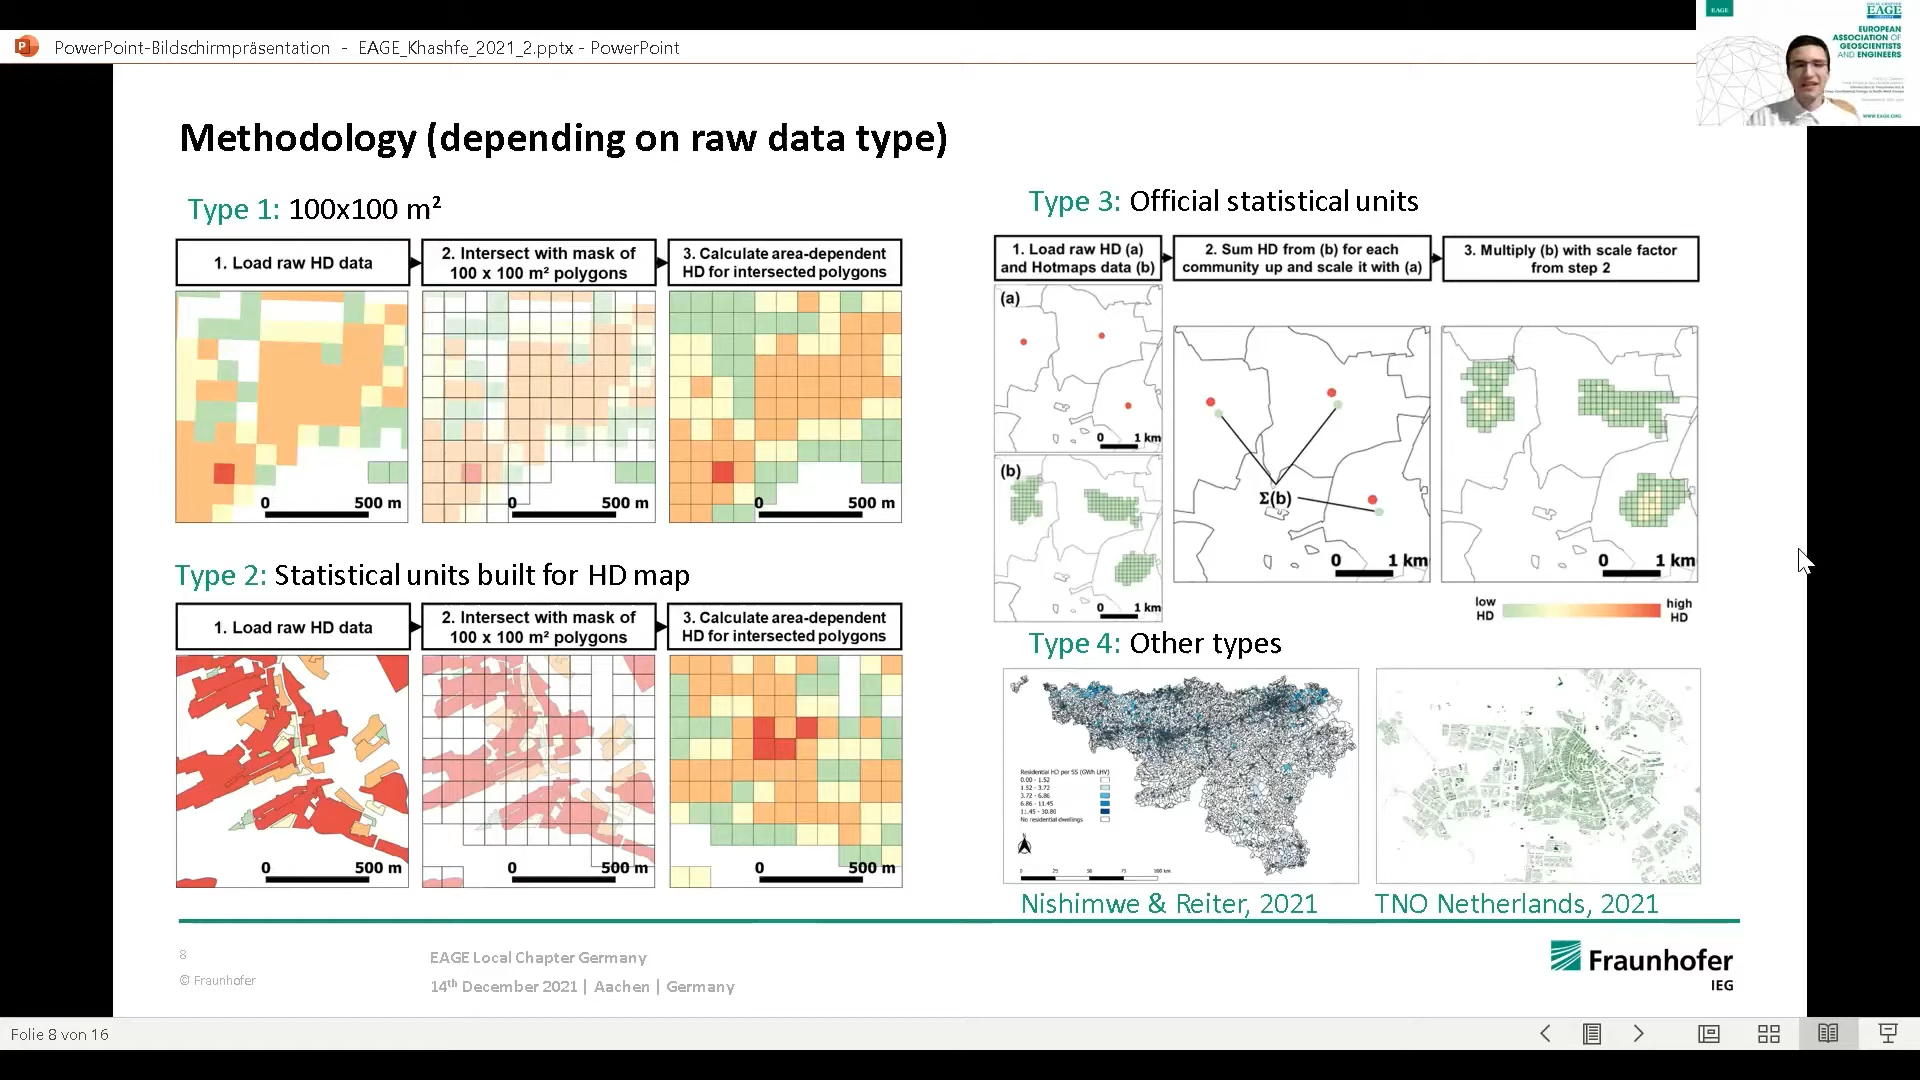 PowerPoint-Bildschirmpräsentation - EAGE_Khashfe_2021_2.pptx - PowerPoint
EAGE
EAGE
EUROPEAN
ASSOCIATION OF
GEOSCIENTISTS
AND ENGINEERS
WWW.EAGE.ORG
Methodology (depending on raw data type)
Type 1: 100x100 m²
1. Load raw HD data
2. Intersect with mask of
100 x 100 m² polygons
3. Calculate area-dependent
HD for intersected polygons
0 500 m
0 500 m
0 500 m
Type 2: Statistical units built for HD map
1. Load raw HD data
2. Intersect with mask of
100 x 100 m² polygons
3. Calculate area-dependent
HD for intersected polygons
0 500 m
0 500 m
0 500 m
Type 3: Official statistical units
1. Load raw HD (a)
and Hotmaps data (b)
2. Sum HD from (b) for each
community up and scale it with (a)
3. Multiply (b) with scale factor
from step 2
(a)
0 1 km
(b)
0 1 km
Σ(b)
0 1 km
0 1 km
low
HD
high
HD
Type 4: Other types
Residential HD per SS (GWh LHV)
0.00 - 1.52
1.52 - 3.72
3.72 - 6.86
6.86 - 11.45
11.45 - 30.80
No residential dwellings
0 25 50 75 100 km
Nishimwe & Reiter, 2021
TNO Netherlands, 2021
8
© Fraunhofer
EAGE Local Chapter Germany
14th December 2021 | Aachen | Germany
Fraunhofer
IEG
Folie 8 von 16